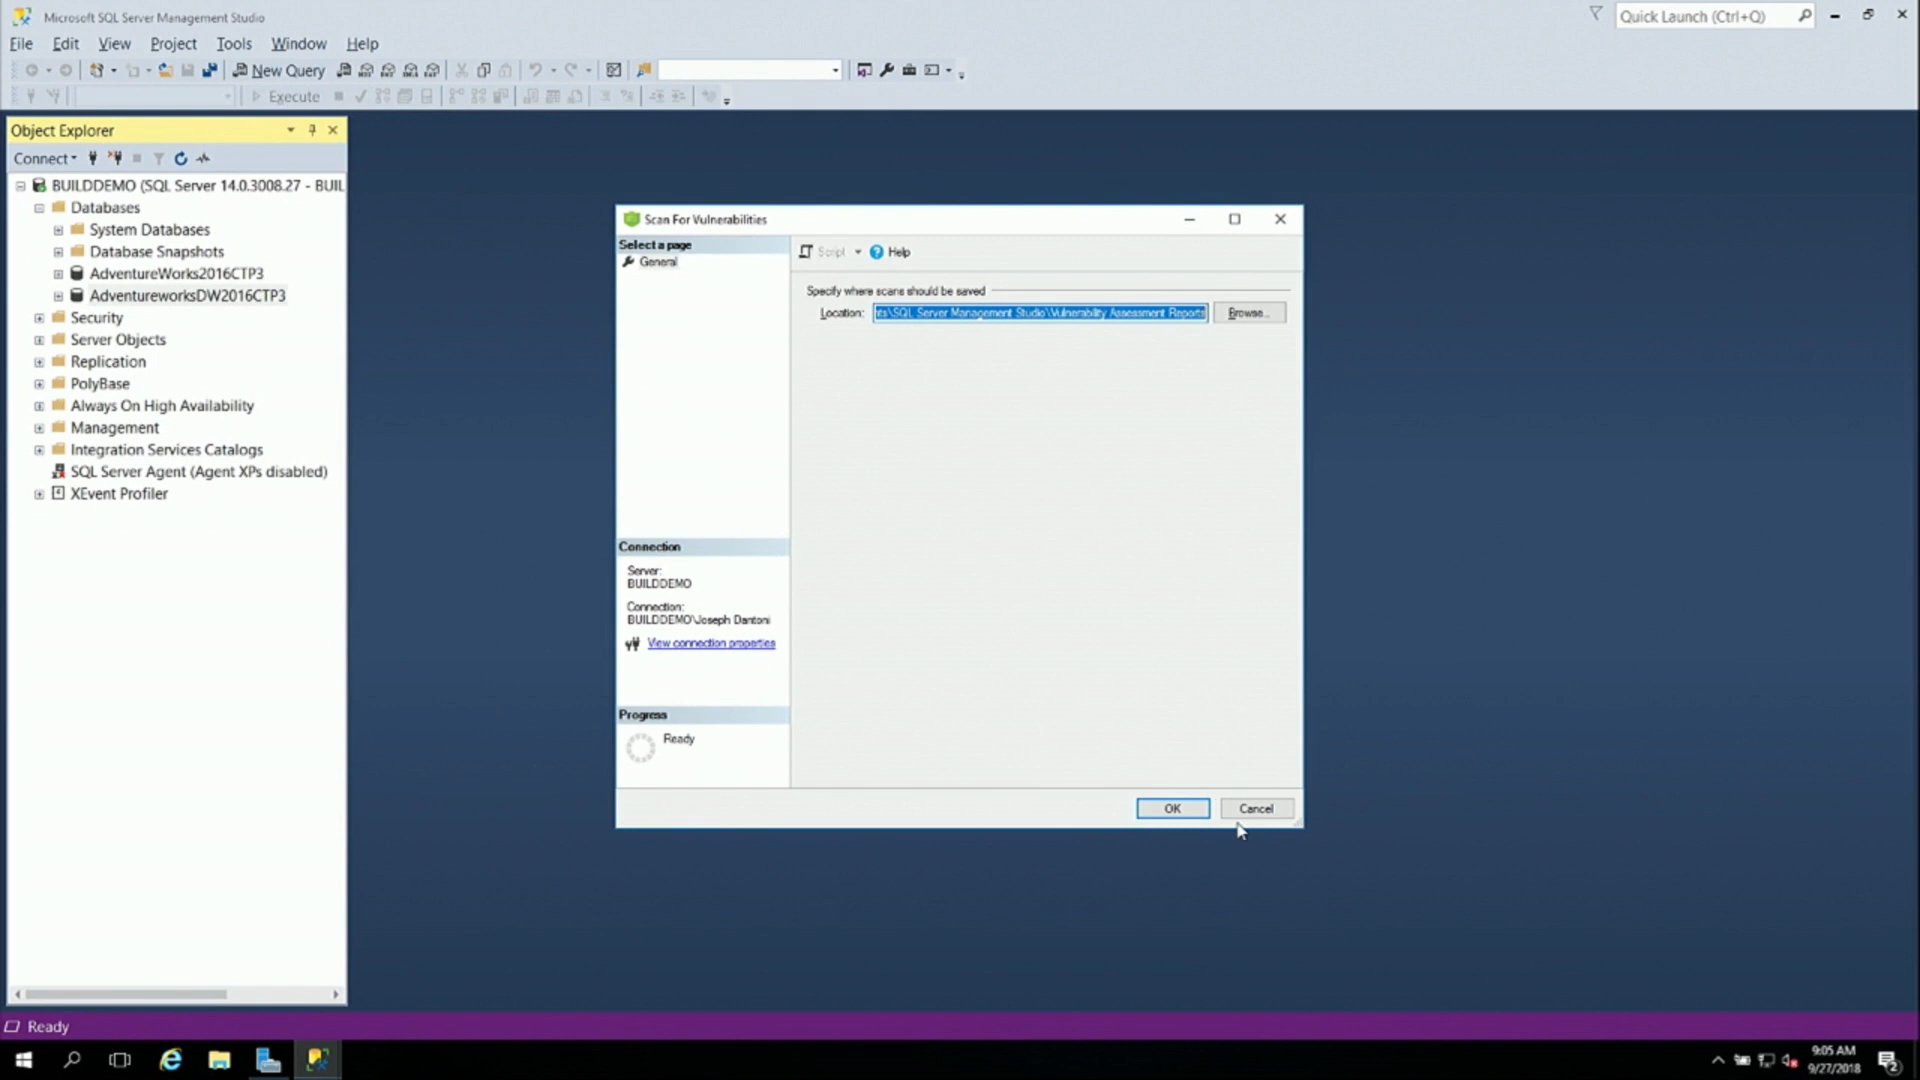 Microsoft SQL Server Management Studio
Quick Launch (Ctrl+Q)
File Edit View Project Tools Window Help
New Query
Execute
Object Explorer
Connect
BUILDDEMO (SQL Server 14.0.3008.27 - BUIL
Databases
System Databases
Database Snapshots
AdventureWorks2016CTP3
AdventureworksDW2016CTP3
Security
Server Objects
Replication
PolyBase
Always On High Availability
Management
Integration Services Catalogs
SQL Server Agent (Agent XPs disabled)
XEvent Profiler
Scan For Vulnerabilities
Select a page
General
Script Help
Specify where scans should be saved
Location: nts\SQL Server Management Studio\Vulnerability Assessment Reports Browse...
Connection
Server:
BUILDDEMO
Connection:
BUILDDEMO\Joseph Dantoni
View connection properties
Progress
Ready
OK Cancel
Ready
9:05 AM
9/27/2018
2